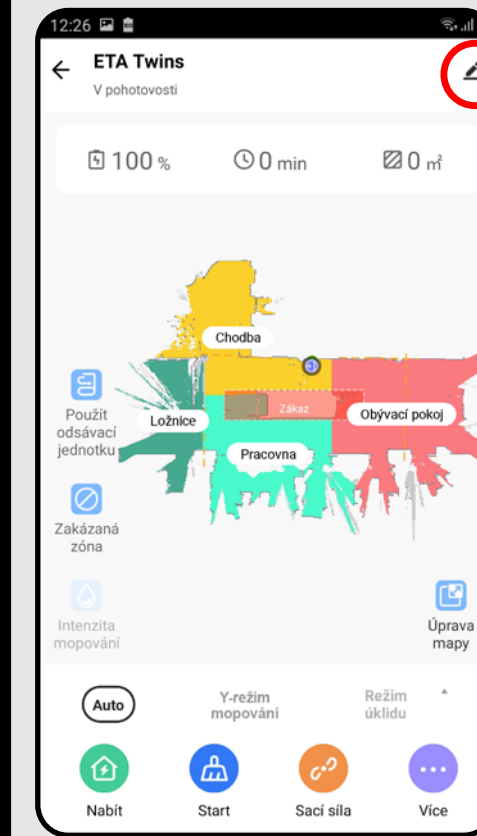 12:26
ETA Twins
V pohotovosti
100 %
0 min
0 m²
Chodba
Zákaz
Ložnice
Obývací pokoj
Pracovna
Použít
odsávací
jednotku
Zakázaná
zóna
Intenzita
mopování
Úprava
mapy
Auto
Y-režim
mopováni
Režim
úklidu
Nabít
Start
Sací síla
Více